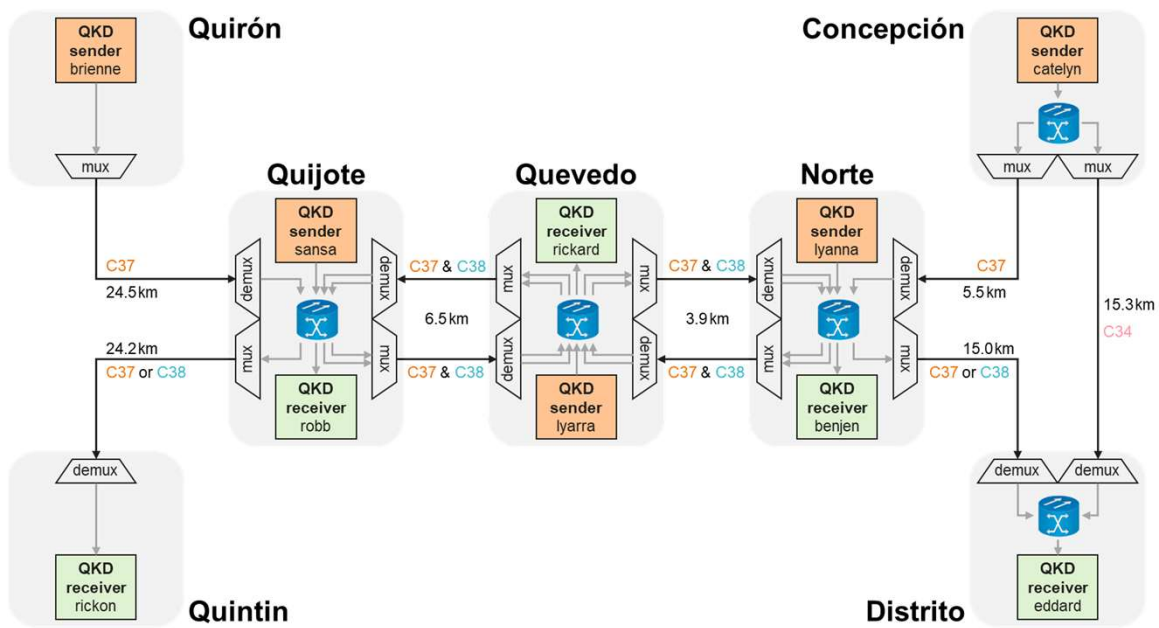 Quirón
QKD
sender
brienne
mux
Concepción
QKD
sender
catelyn
mux
mux
Quijote
QKD
sender
sansa
demux
demux
mux
mux
QKD
receiver
robb
Quevedo
QKD
receiver
rickard
mux
mux
demux
demux
QKD
sender
lyarra
Norte
QKD
sender
lyanna
demux
demux
mux
mux
QKD
receiver
benjen
C37
24.5 km
C37 & C38
6.5 km
C37 & C38
C37 & C38
3.9 km
C37 & C38
C37
5.5 km
15.3 km
C34
24.2 km
C37 or C38
15.0 km
C37 or C38
demux
QKD
receiver
rickon
Quintin
demux
demux
QKD
receiver
eddard
Distrito